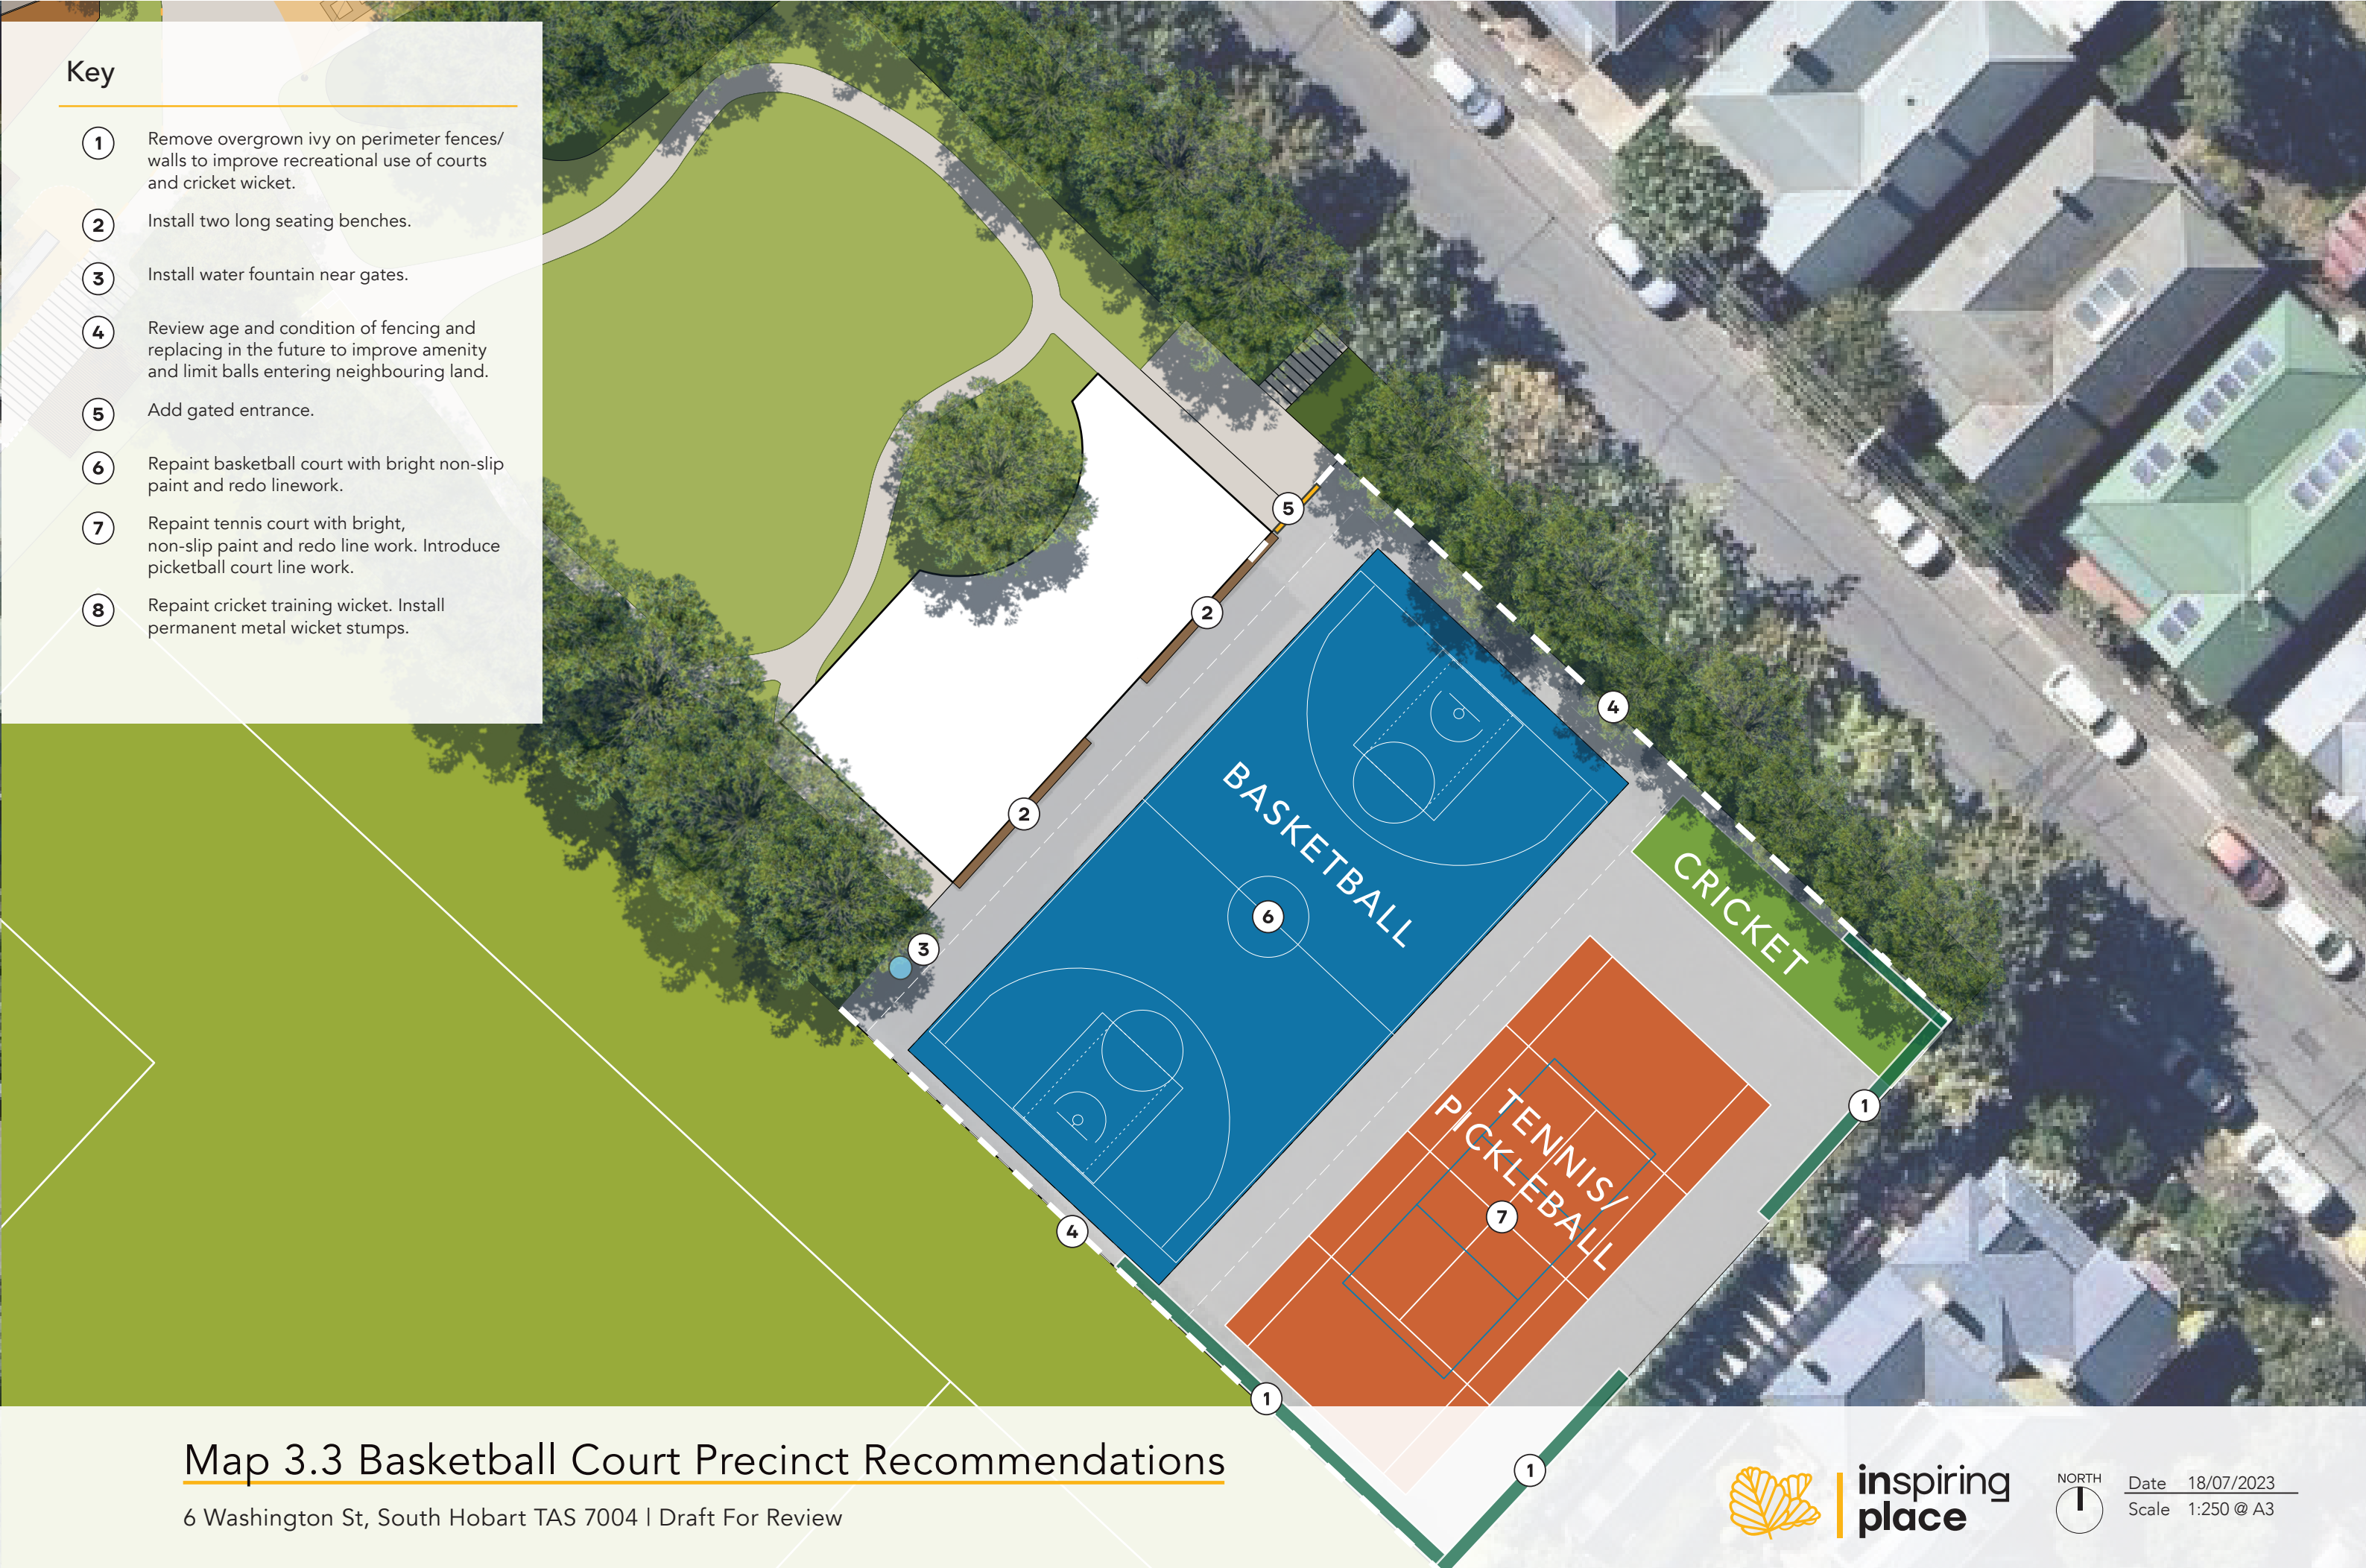 Key
1 Remove overgrown ivy on perimeter fences/
walls to improve recreational use of courts
and cricket wicket.
2 Install two long seating benches.
3 Install water fountain near gates.
4 Review age and condition of fencing and
replacing in the future to improve amenity
and limit balls entering neighbouring land.
5 Add gated entrance.
6 Repaint basketball court with bright non-slip
paint and redo linework.
7 Repaint tennis court with bright,
non-slip paint and redo line work. Introduce
picketball court line work.
8 Repaint cricket training wicket. Install
permanent metal wicket stumps.
5
2
4
2
BASKETBALL
CRICKET
6
3
1
TENNIS/
PICKLEBALL
7
4
1
1
Map 3.3 Basketball Court Precinct Recommendations
6 Washington St, South Hobart TAS 7004 | Draft For Review
inspiring
place
NORTH
Date 18/07/2023
Scale 1:250 @ A3